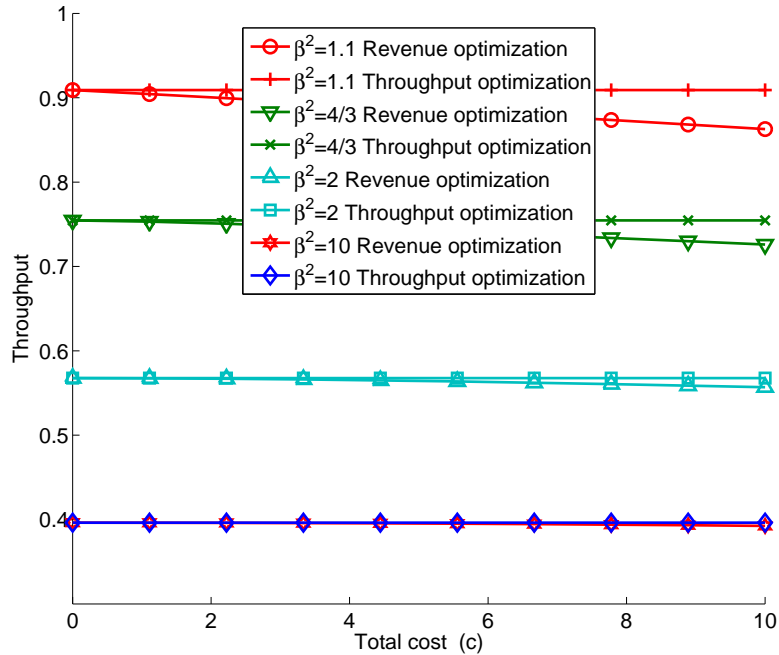 1
0.9
0.8
0.7
0.6
0.5
0.4
Throughput
β²=1.1 Revenue optimization
β²=1.1 Throughput optimization
β²=4/3 Revenue optimization
β²=4/3 Throughput optimization
β²=2 Revenue optimization
β²=2 Throughput optimization
β²=10 Revenue optimization
β²=10 Throughput optimization
0 2 4 6 8 10
Total cost (c)